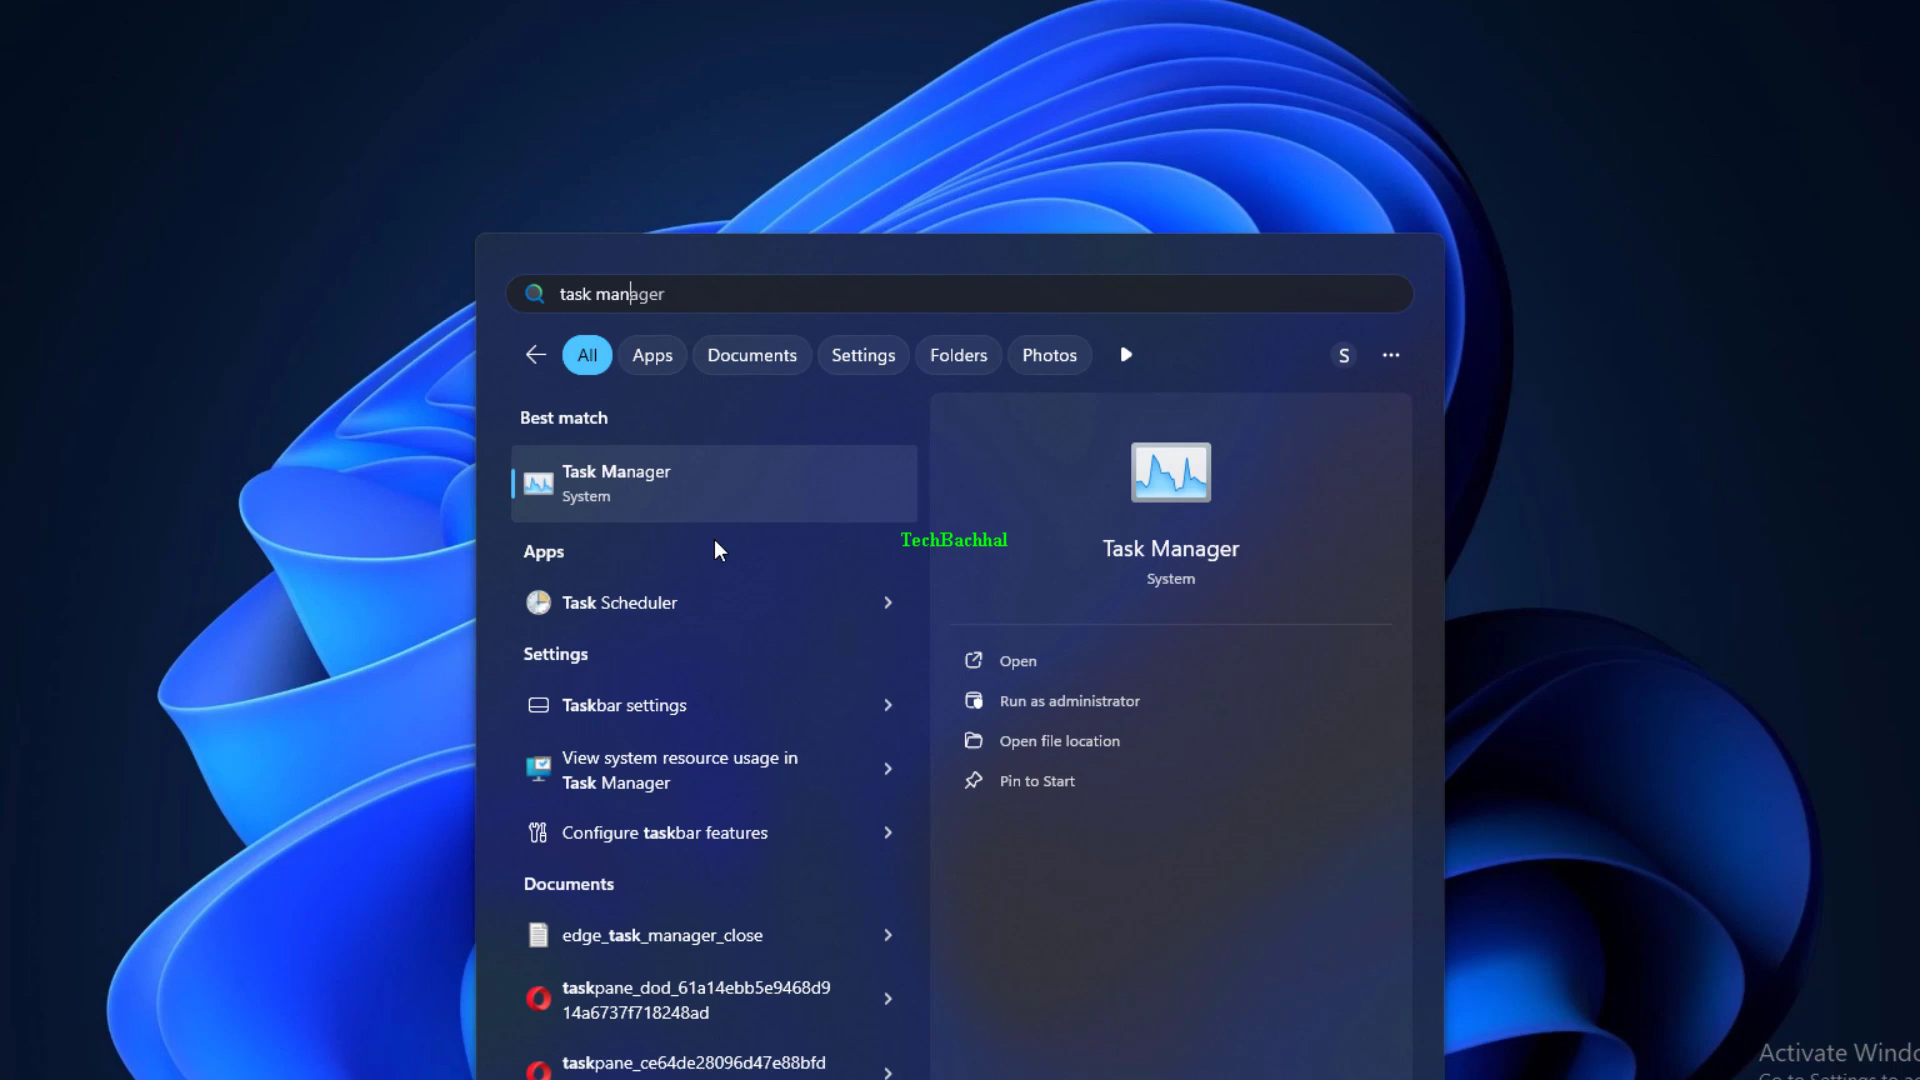 task manager
All
Apps
Documents
Settings
Folders
Photos
S
Best match
Task Manager
System
Apps
Task Scheduler
Settings
Taskbar settings
View system resource usage in
Task Manager
Configure taskbar features
Documents
edge_task_manager_close
taskpane_dod_61a14ebb5e9468d9
14a6737f718248ad
taskpane_ce64de28096d47e88bfd
TechBachhal
Task Manager
System
Open
Run as administrator
Open file location
Pin to Start
Activate Windo